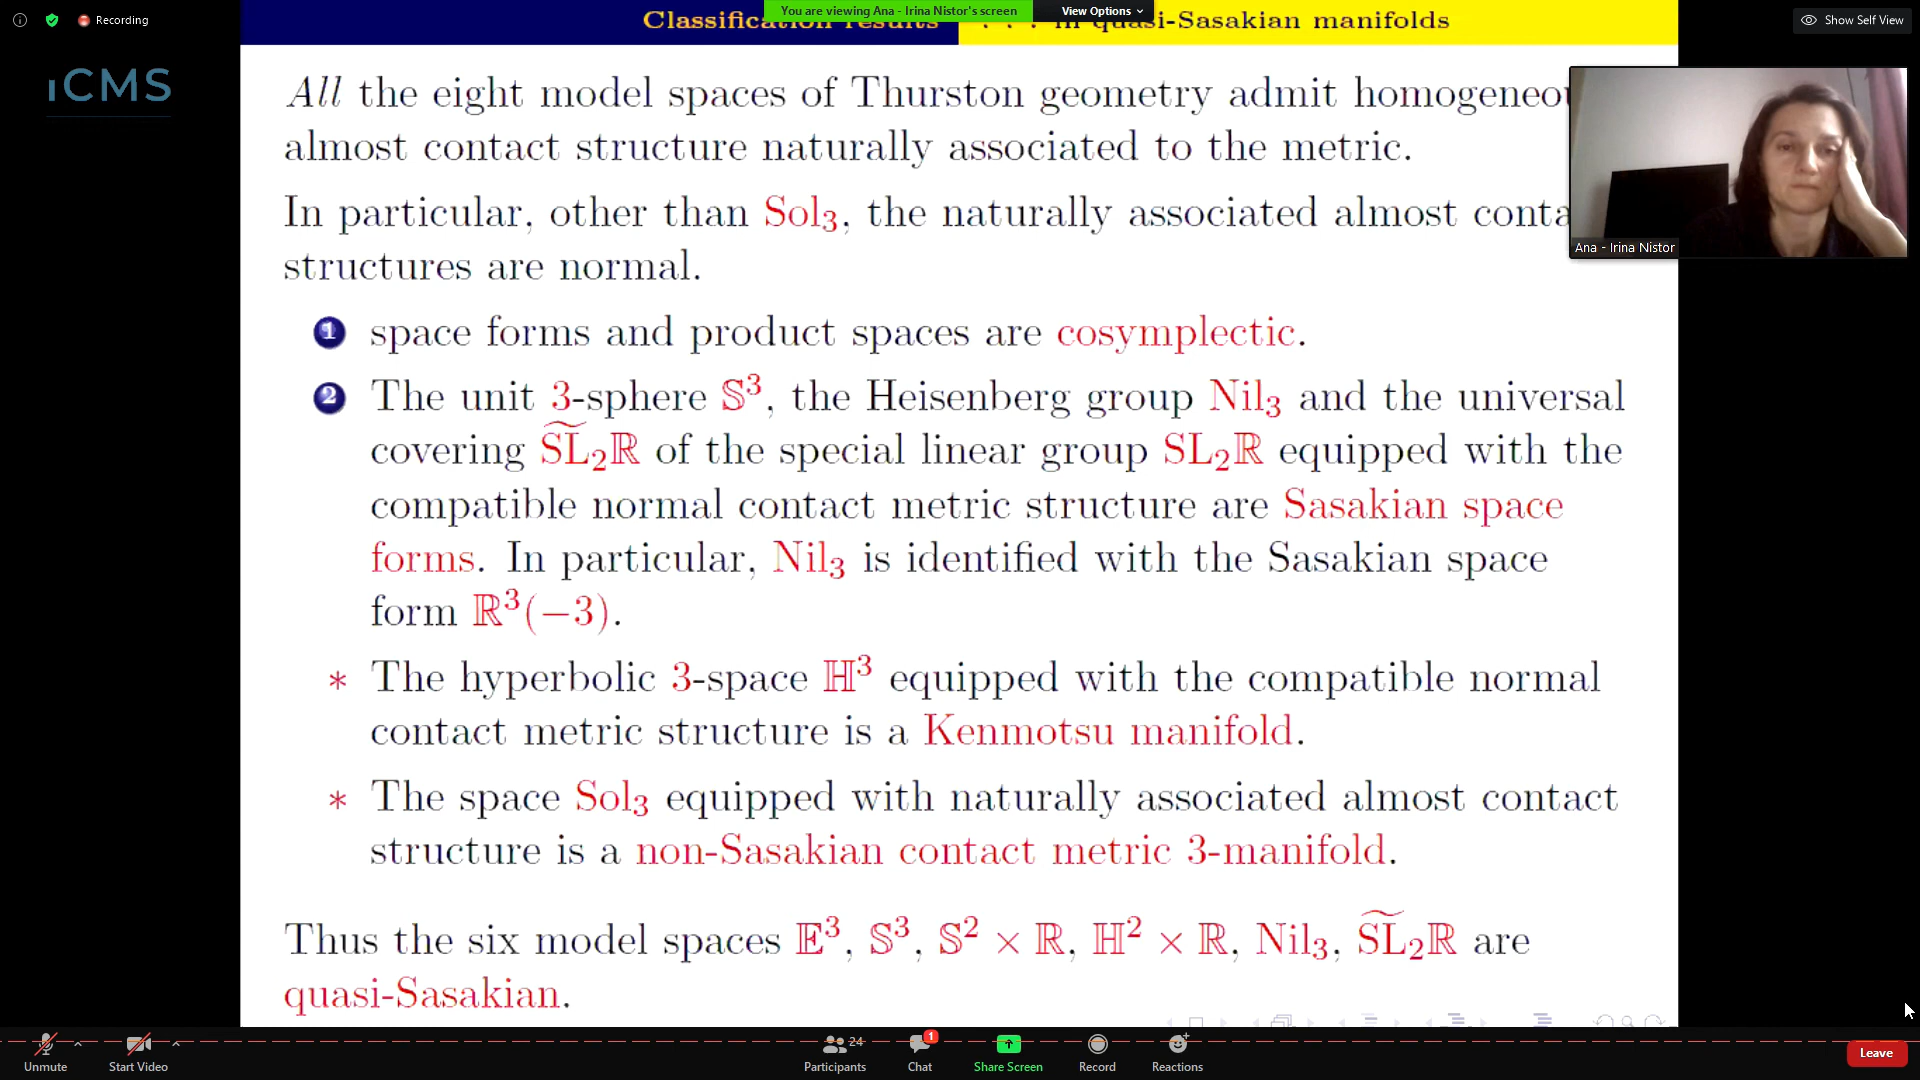 Recording
You are viewing Ana - Irina Nistor's screen
View Options
Show Self View
Classification results
in quasi-Sasakian manifolds
iCMS
All the eight model spaces of Thurston geometry admit homogeneou
almost contact structure naturally associated to the metric.
In particular, other than Sol₃, the naturally associated almost conta
structures are normal.
1 space forms and product spaces are cosymplectic.
2 The unit 3-sphere 𝕊³, the Heisenberg group Nil₃ and the universal
covering S͠L₂ℝ of the special linear group SL₂ℝ equipped with the
compatible normal contact metric structure are Sasakian space
forms. In particular, Nil₃ is identified with the Sasakian space
form ℝ³(−3).
* The hyperbolic 3-space ℍ³ equipped with the compatible normal
contact metric structure is a Kenmotsu manifold.
* The space Sol₃ equipped with naturally associated almost contact
structure is a non-Sasakian contact metric 3-manifold.
Thus the six model spaces 𝔼³, 𝕊³, 𝕊² × ℝ, ℍ² × ℝ, Nil₃, S͠L₂ℝ are
quasi-Sasakian.
Ana - Irina Nistor
Unmute
Start Video
24
Participants
1
Chat
Share Screen
Record
Reactions
Leave